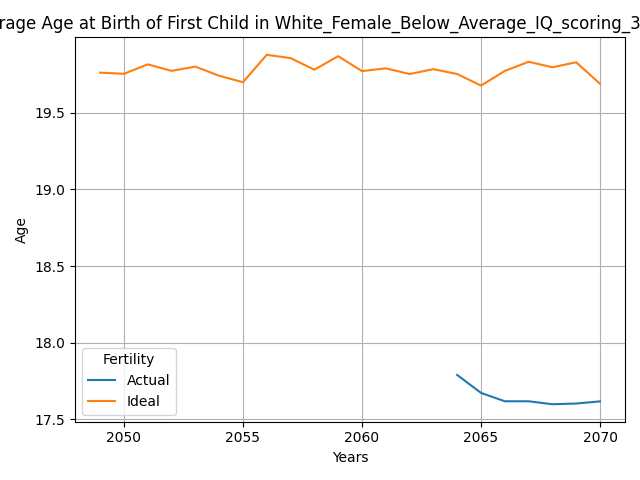 rage Age at Birth of First Child in White_Female_Below_Average_IQ_scoring_3
Age
19.5
19.0
18.5
18.0
17.5
Fertility
Actual
Ideal
2050 2055 2060 2065 2070
Years